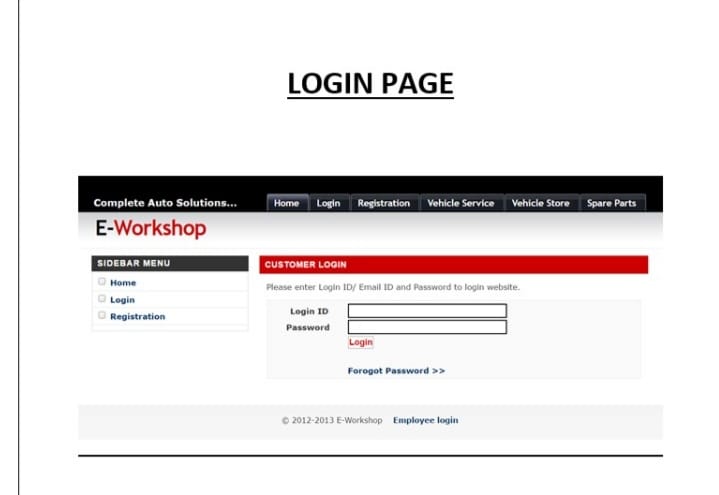 LOGIN PAGE
Complete Auto Solutions... Home Login Registration Vehicle Service Vehicle Store Spare Parts
E-Workshop
SIDEBAR MENU
Home
Login
Registration
CUSTOMER LOGIN
Please enter Login ID/ Email ID and Password to login website.
Login ID
Password
Login
Forogot Password >>
© 2012-2013 E-Workshop Employee login